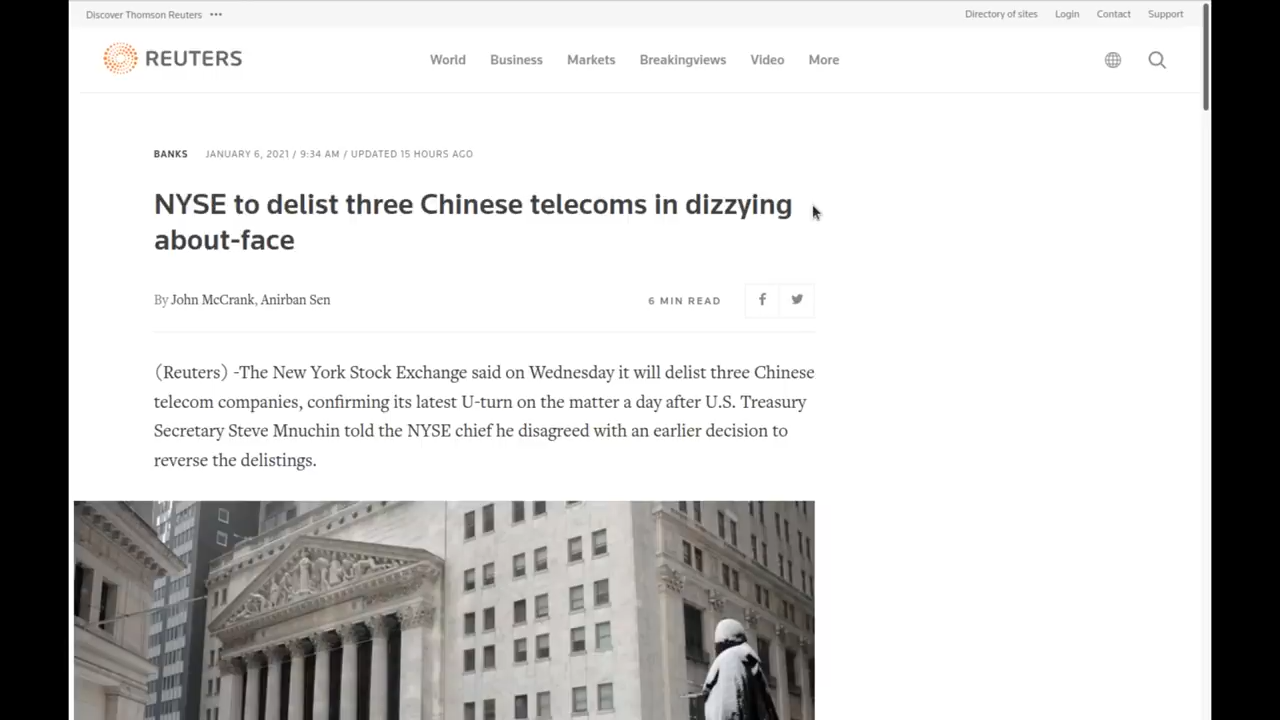 Discover Thomson Reuters •••
Directory of sites Login Contact Support
REUTERS
World Business Markets Breakingviews Video More
BANKS JANUARY 6, 2021 / 9:34 AM / UPDATED 15 HOURS AGO
NYSE to delist three Chinese telecoms in dizzying
about-face
By John McCrank, Anirban Sen
6 MIN READ
(Reuters) -The New York Stock Exchange said on Wednesday it will delist three Chinese
telecom companies, confirming its latest U-turn on the matter a day after U.S. Treasury
Secretary Steve Mnuchin told the NYSE chief he disagreed with an earlier decision to
reverse the delistings.